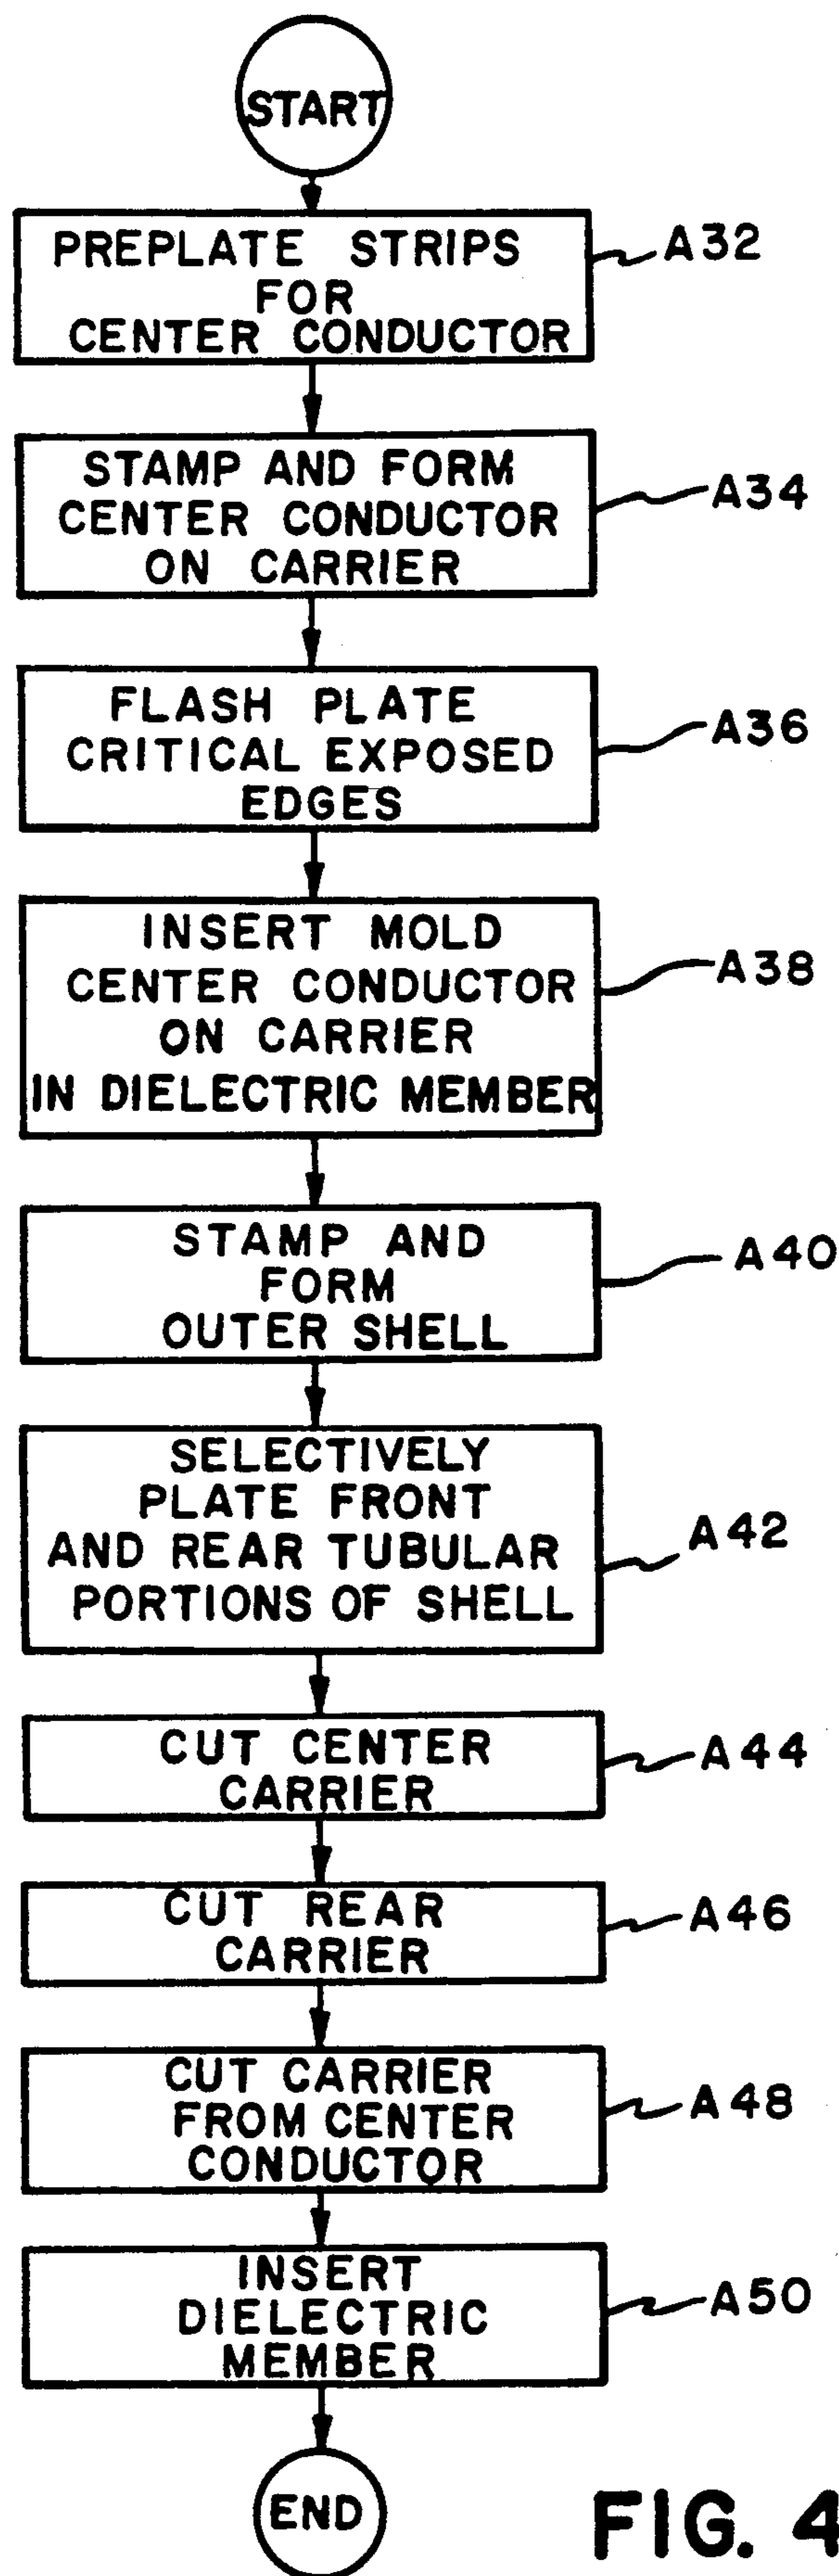 START
PREPLATE STRIPS
FOR
CENTER CONDUCTOR
A32
STAMP AND FORM
CENTER CONDUCTOR
ON CARRIER
A34
FLASH PLATE
CRITICAL EXPOSED
EDGES
A36
INSERT MOLD
CENTER CONDUCTOR
ON CARRIER
IN DIELECTRIC MEMBER
A38
STAMP AND
FORM
OUTER SHELL
A40
SELECTIVELY
PLATE FRONT
AND REAR TUBULAR
PORTIONS OF SHELL
A42
CUT CENTER
CARRIER
A44
CUT REAR
CARRIER
A46
CUT CARRIER
FROM CENTER
CONDUCTOR
A48
INSERT
DIELECTRIC
MEMBER
A50
END
FIG. 4